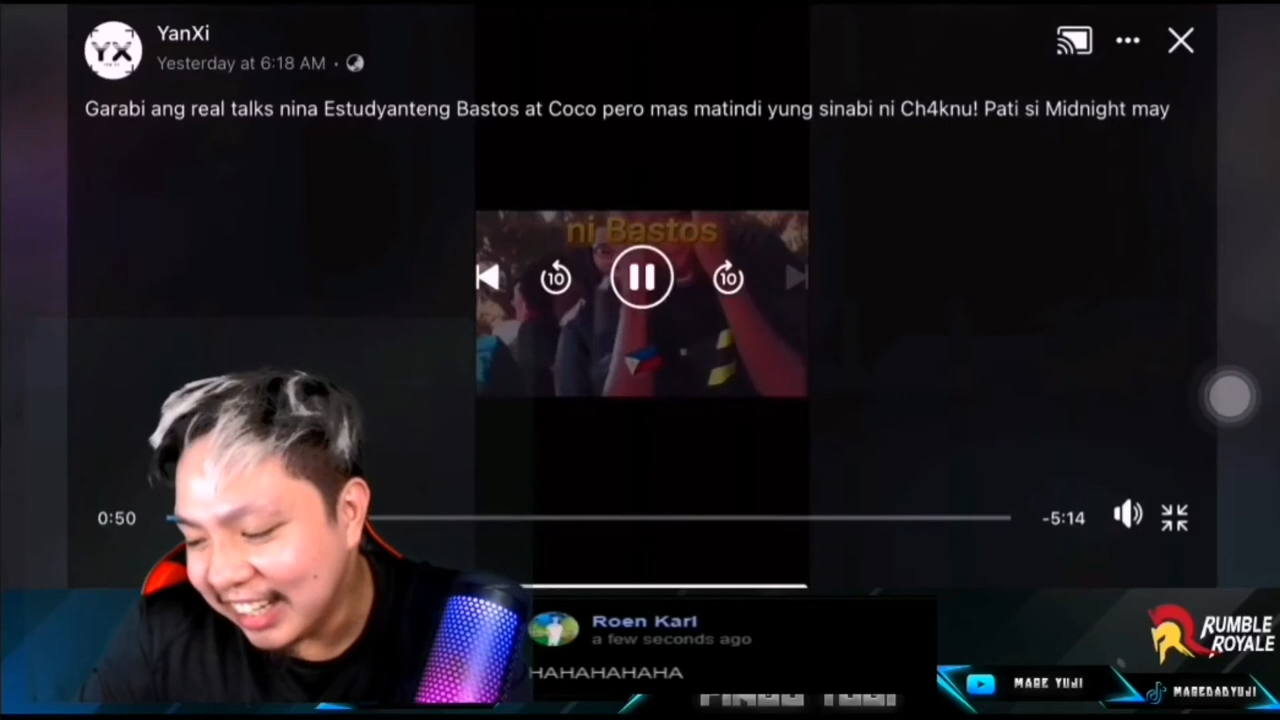 YX
YanXi
Yesterday at 6:18 AM ·
Garabi ang real talks nina Estudyanteng Bastos at Coco pero mas matindi yung sinabi ni Ch4knu! Pati si Midnight may
ni Bastos
10
10
0:50
-5:14
Roen Karl
a few seconds ago
HAHAHAHAHA
RUMBLE
ROYALE
MABE YUJI
MABEDADYUJI